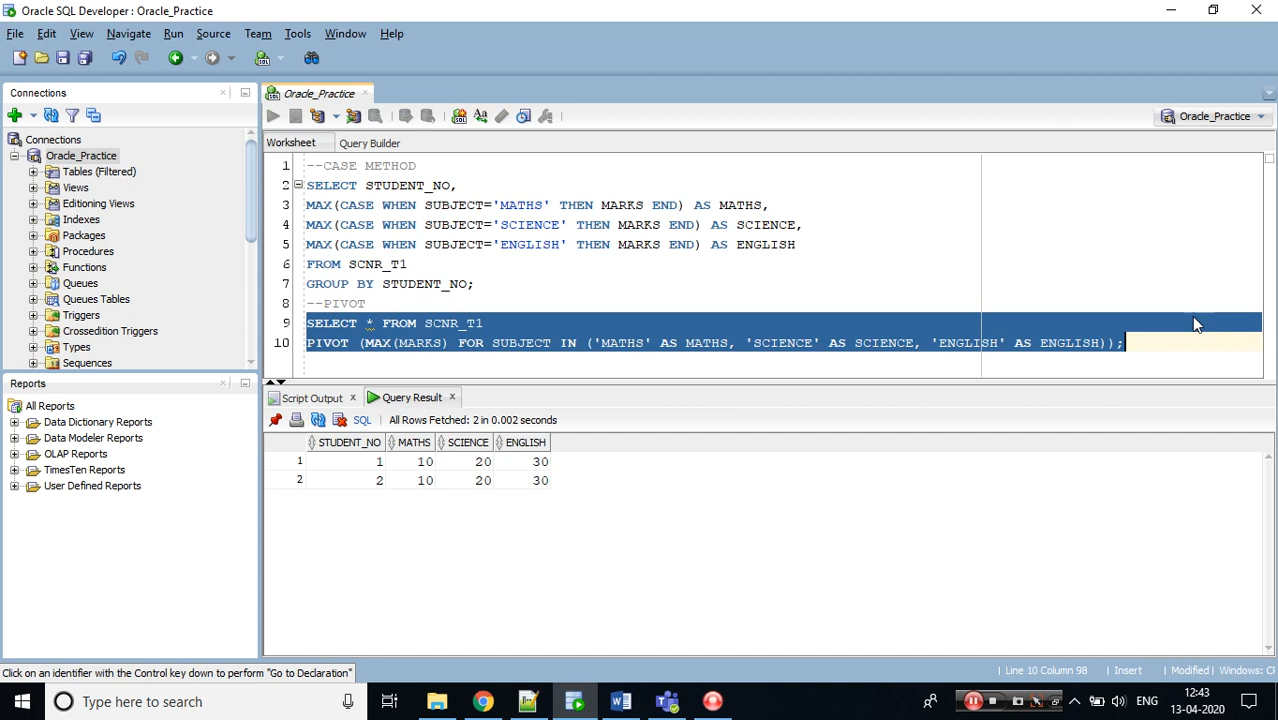 Oracle SQL Developer : Oracle_Practice
File Edit View Navigate Run Source Team Tools Window Help
Connections
Connections
Oracle_Practice
Tables (Filtered)
Views
Editioning Views
Indexes
Packages
Procedures
Functions
Queues
Queues Tables
Triggers
Crossedition Triggers
Types
Sequences
Reports
All Reports
Data Dictionary Reports
Data Modeler Reports
OLAP Reports
TimesTen Reports
User Defined Reports
Oracle_Practice
SQL
Oracle_Practice
Worksheet Query Builder
1 --CASE METHOD
2 SELECT STUDENT_NO,
3 MAX(CASE WHEN SUBJECT='MATHS' THEN MARKS END) AS MATHS,
4 MAX(CASE WHEN SUBJECT='SCIENCE' THEN MARKS END) AS SCIENCE,
5 MAX(CASE WHEN SUBJECT='ENGLISH' THEN MARKS END) AS ENGLISH
6 FROM SCNR_T1
7 GROUP BY STUDENT_NO;
8 --PIVOT
9 SELECT * FROM SCNR_T1
10 PIVOT (MAX(MARKS) FOR SUBJECT IN ('MATHS' AS MATHS, 'SCIENCE' AS SCIENCE, 'ENGLISH' AS ENGLISH));
Script Output Query Result
SQL All Rows Fetched: 2 in 0.002 seconds
STUDENT_NO MATHS SCIENCE ENGLISH
1 1 10 20 30
2 2 10 20 30
Click on an identifier with the Control key down to perform "Go to Declaration"
Line 10 Column 98 Insert Modified Windows: CF
Type here to search
ENG
12:43
13-04-2020